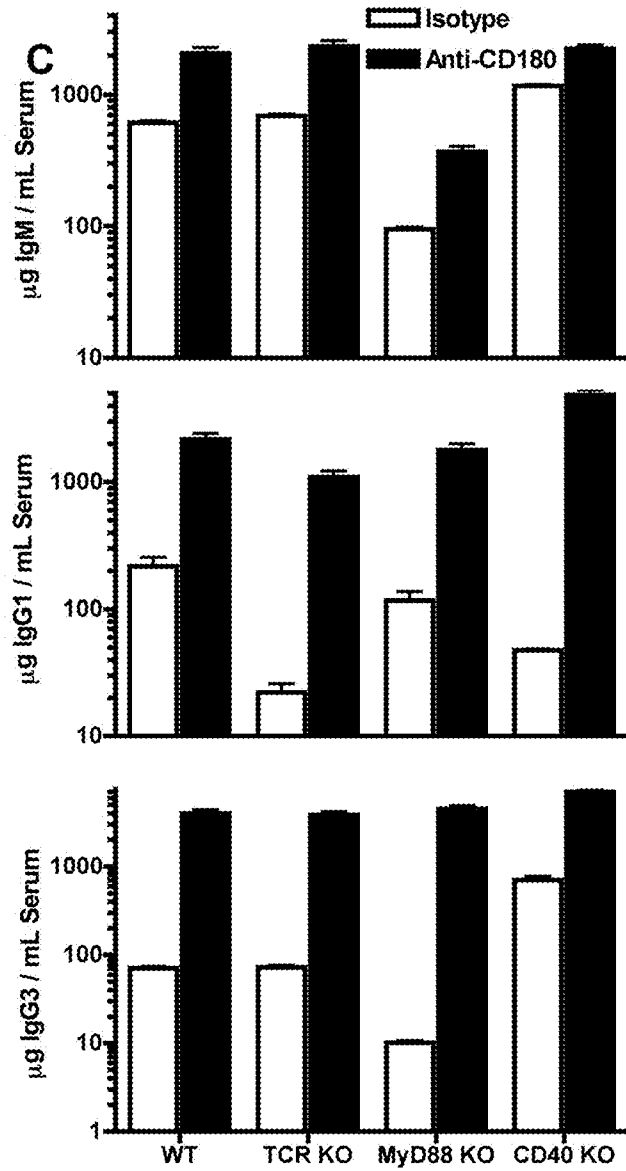 C
Isotype
Anti-CD180
μg IgM / mL Serum
1000
100
10
μg IgG1 / mL Serum
1000
100
10
μg IgG3 / mL Serum
1000
100
10
1
WT TCR KO MyD88 KO CD40 KO